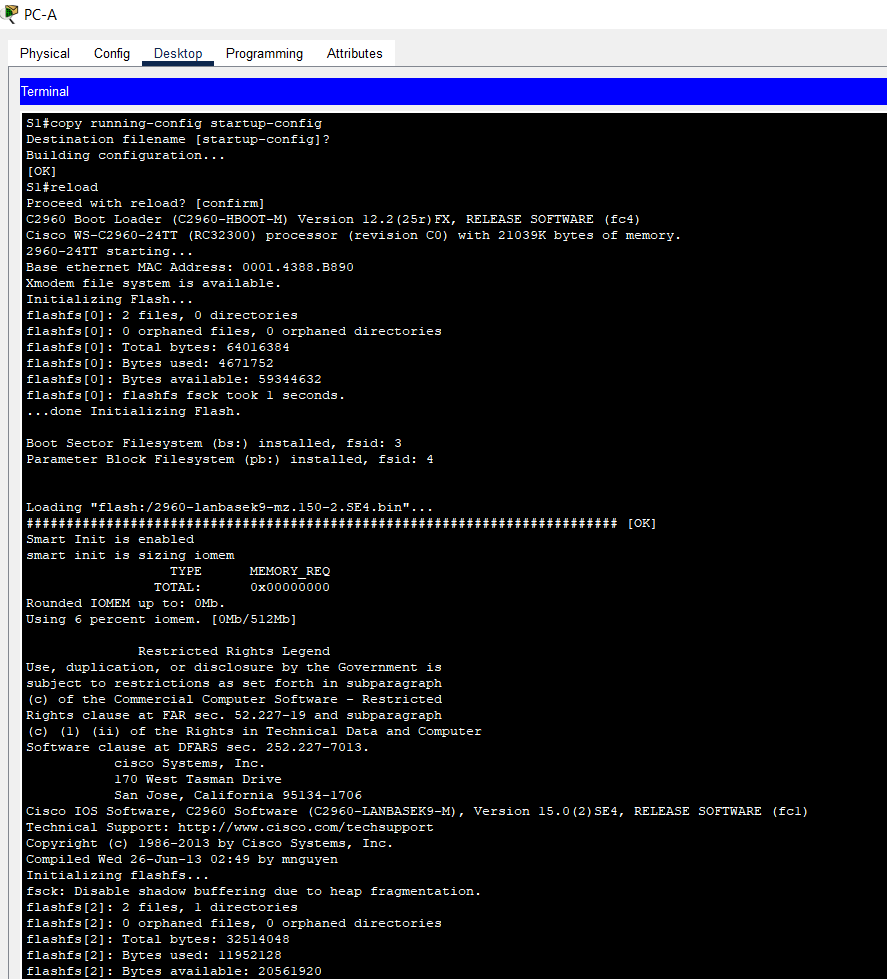 PC-A
Physical Config Desktop Programming Attributes
Terminal
S1#copy running-config startup-config
Destination filename [startup-config]?
Building configuration...
[OK]
S1#reload
Proceed with reload? [confirm]
C2960 Boot Loader (C2960-HBOOT-M) Version 12.2(25r)FX, RELEASE SOFTWARE (fc4)
Cisco WS-C2960-24TT (RC32300) processor (revision C0) with 21039K bytes of memory.
2960-24TT starting...
Base ethernet MAC Address: 0001.4388.B890
Xmodem file system is available.
Initializing Flash...
flashfs[0]: 2 files, 0 directories
flashfs[0]: 0 orphaned files, 0 orphaned directories
flashfs[0]: Total bytes: 64016384
flashfs[0]: Bytes used: 4671752
flashfs[0]: Bytes available: 59344632
flashfs[0]: flashfs fsck took 1 seconds.
...done Initializing Flash.
Boot Sector Filesystem (bs:) installed, fsid: 3
Parameter Block Filesystem (pb:) installed, fsid: 4
Loading "flash:/2960-lanbasek9-mz.150-2.SE4.bin"...
########################################################################## [OK]
Smart Init is enabled
smart init is sizing iomem
TYPE MEMORY_REQ
TOTAL: 0x00000000
Rounded IOMEM up to: 0Mb.
Using 6 percent iomem. [0Mb/512Mb]
Restricted Rights Legend
Use, duplication, or disclosure by the Government is
subject to restrictions as set forth in subparagraph
(c) of the Commercial Computer Software - Restricted
Rights clause at FAR sec. 52.227-19 and subparagraph
(c) (1) (ii) of the Rights in Technical Data and Computer
Software clause at DFARS sec. 252.227-7013.
cisco Systems, Inc.
170 West Tasman Drive
San Jose, California 95134-1706
Cisco IOS Software, C2960 Software (C2960-LANBASEK9-M), Version 15.0(2)SE4, RELEASE SOFTWARE (fc1)
Technical Support: http://www.cisco.com/techsupport
Copyright (c) 1986-2013 by Cisco Systems, Inc.
Compiled Wed 26-Jun-13 02:49 by mnguyen
Initializing flashfs...
fsck: Disable shadow buffering due to heap fragmentation.
flashfs[2]: 2 files, 1 directories
flashfs[2]: 0 orphaned files, 0 orphaned directories
flashfs[2]: Total bytes: 32514048
flashfs[2]: Bytes used: 11952128
flashfs[2]: Bytes available: 20561920